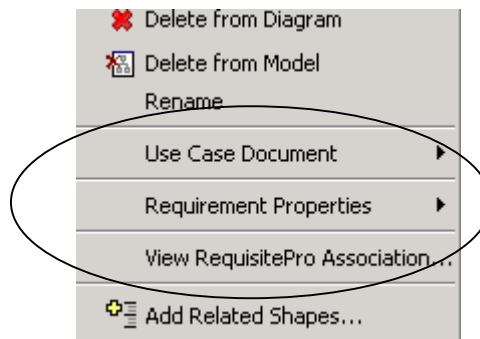 Delete from Diagram
Delete from Model
Rename
Use Case Document
Requirement Properties
View RequisitePro Association...
Add Related Shapes...